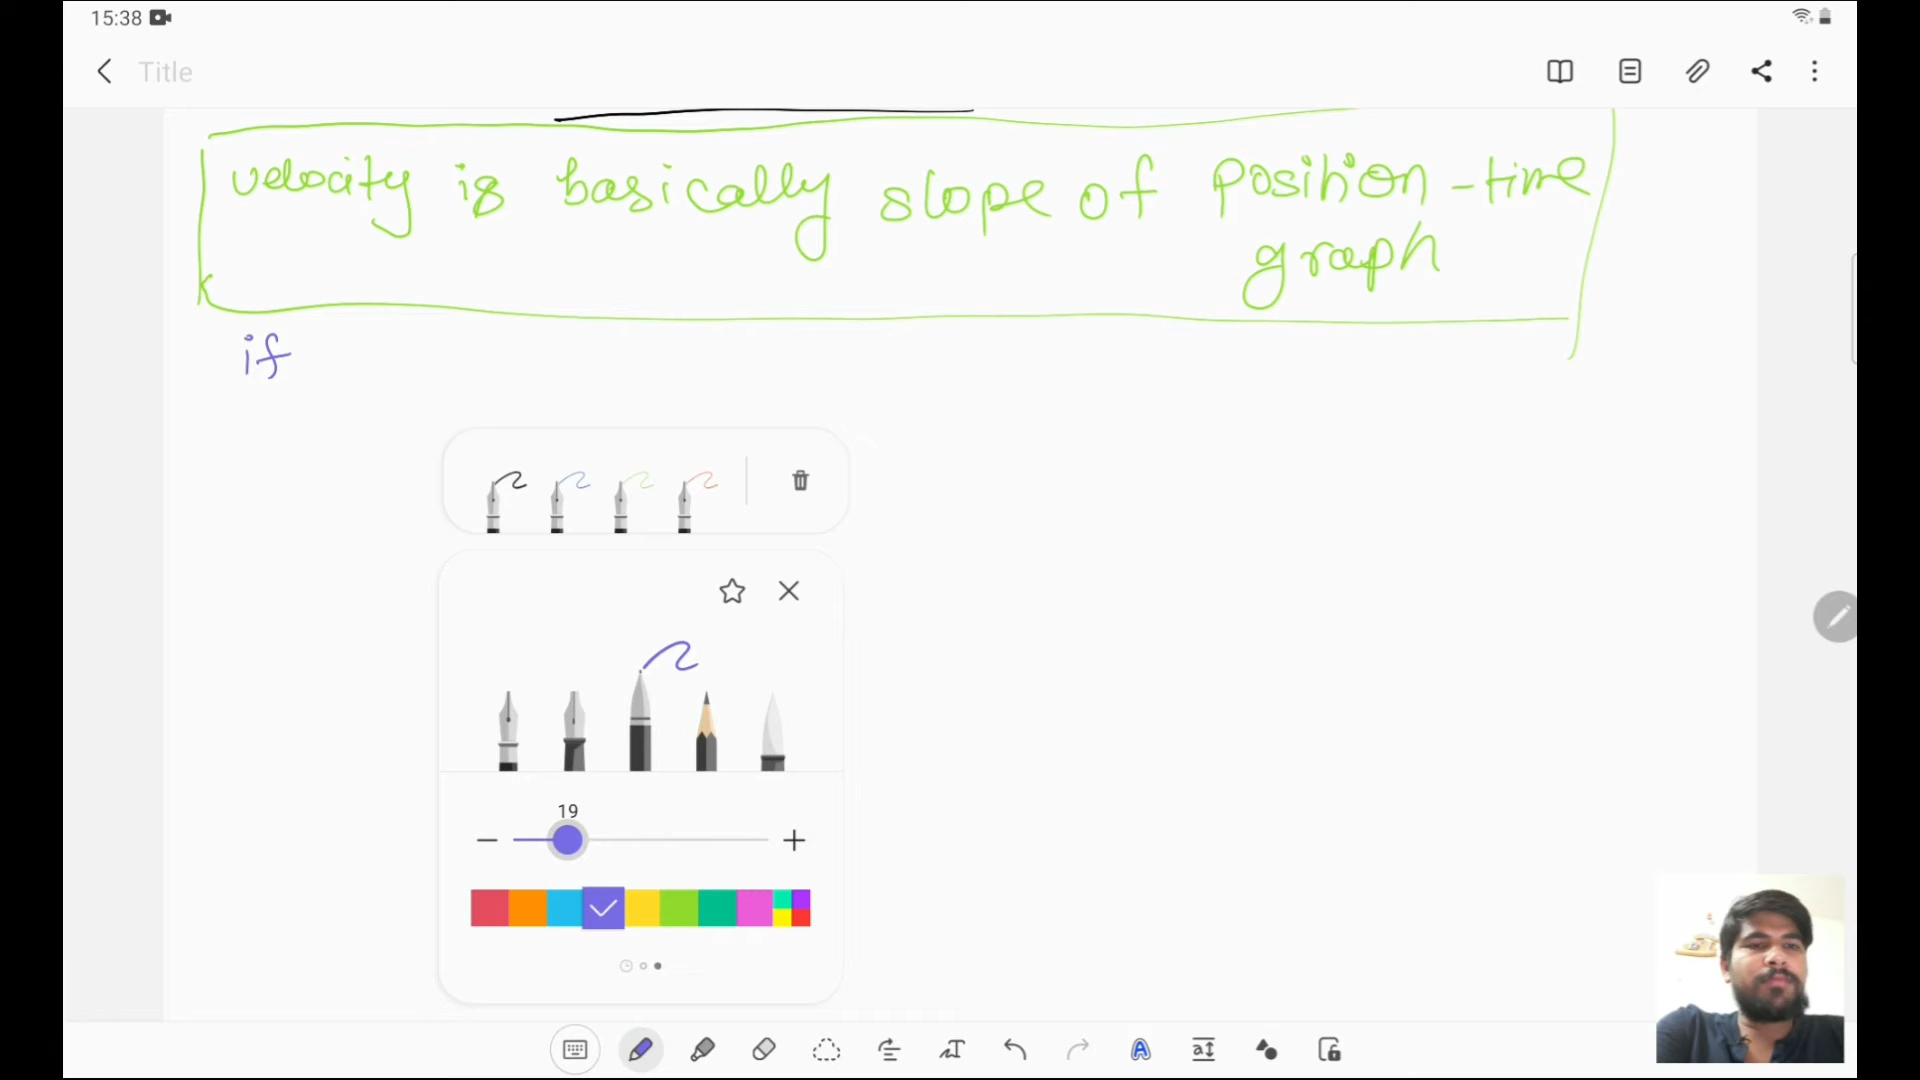 15:38
Title
velocity is basically slope of position-time
graph
if
19